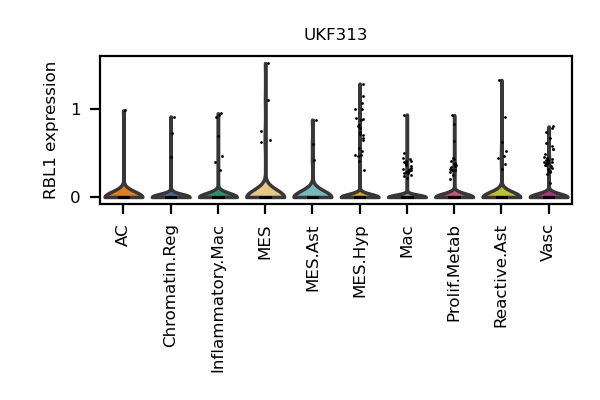 UKF313
RBL1 expression
1
0
AC
Chromatin.Reg
Inflammatory.Mac
MES
MES.Ast
MES.Hyp
Mac
Prolif.Metab
Reactive.Ast
Vasc